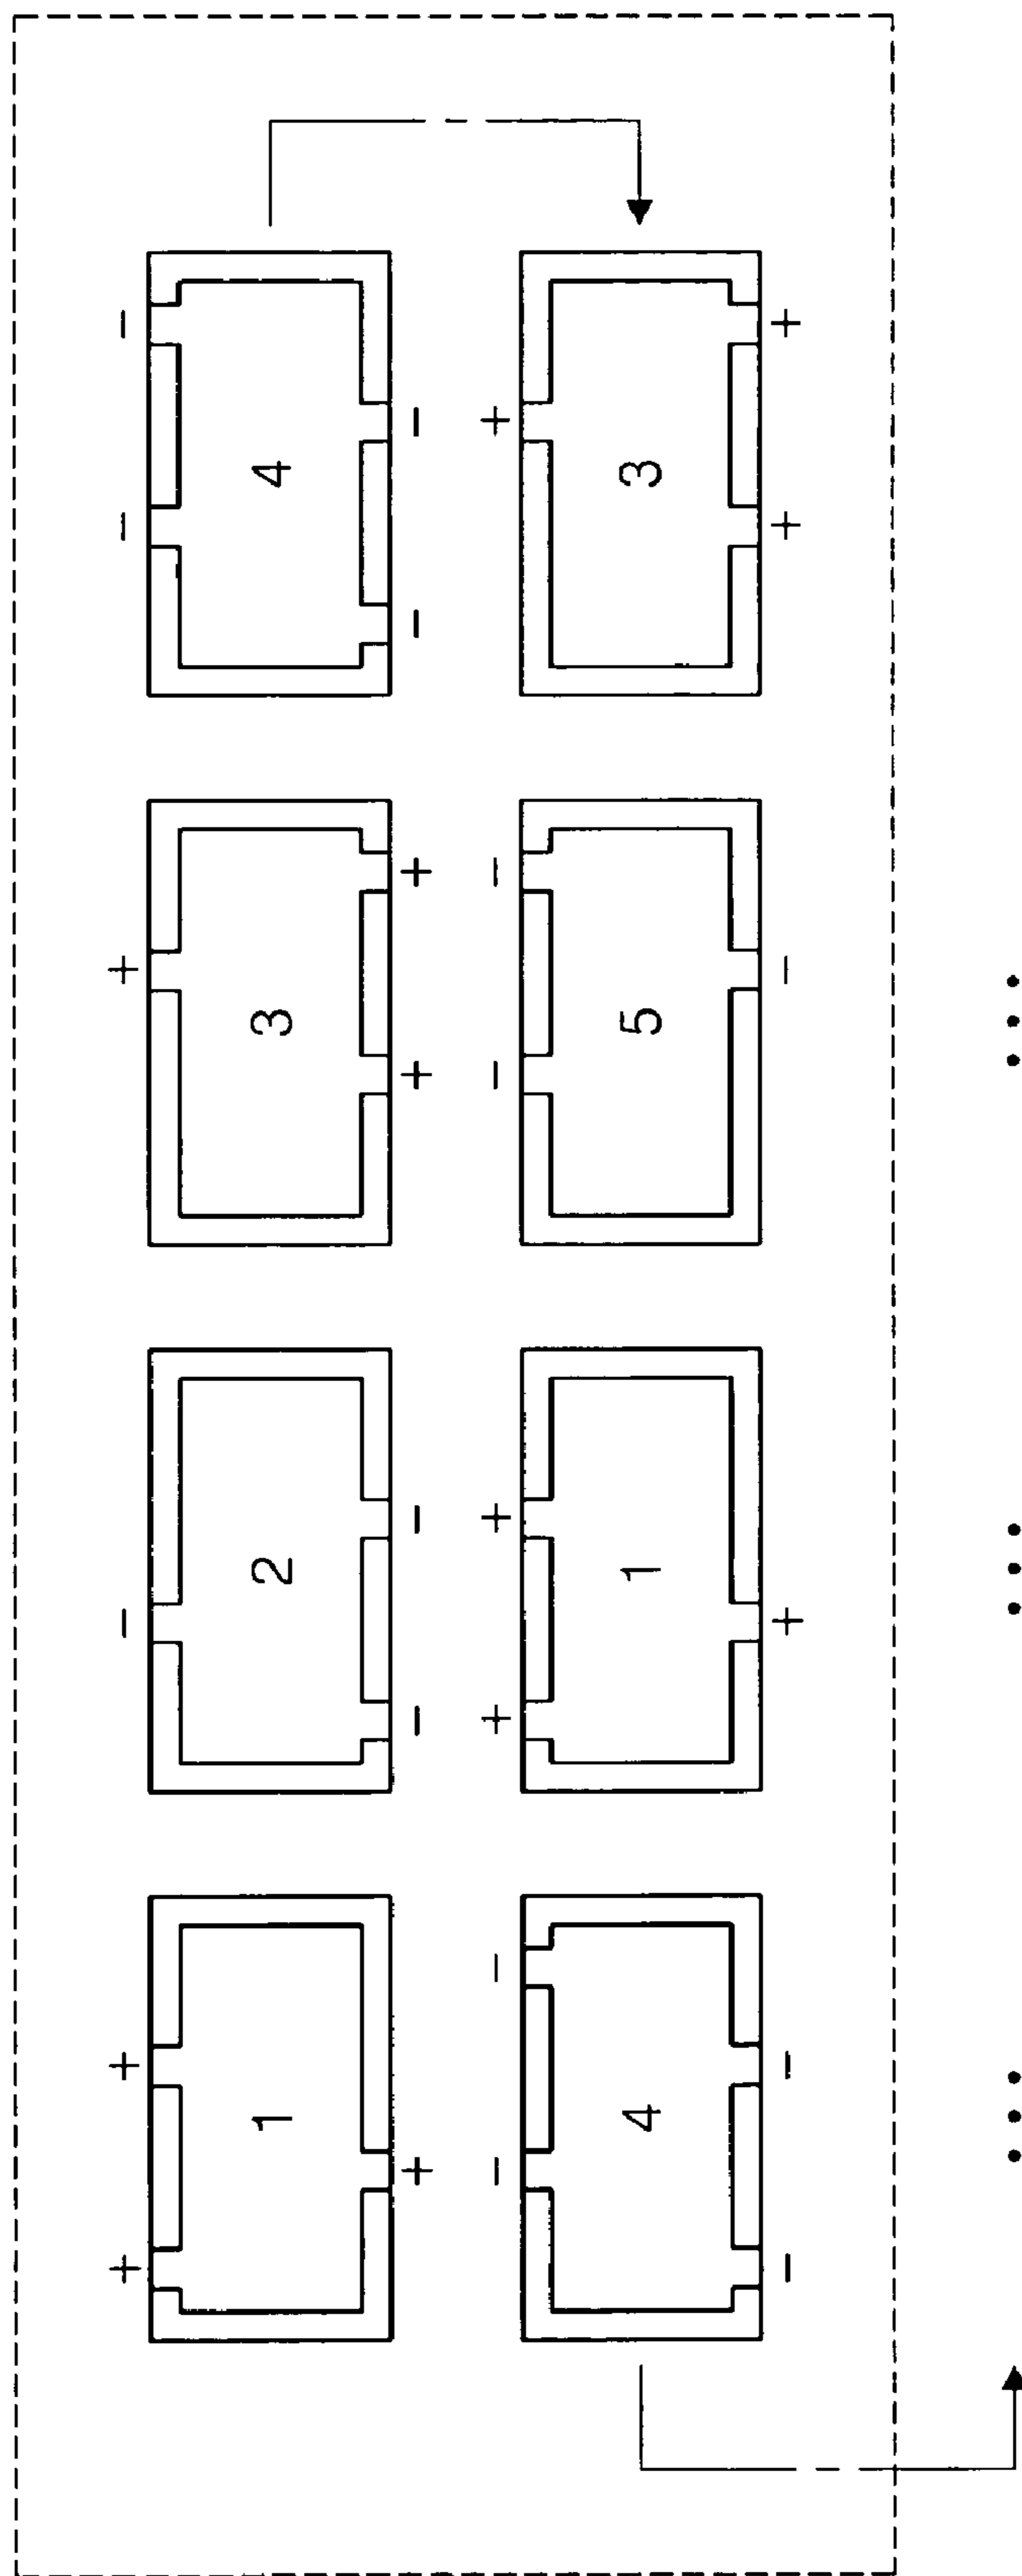 + + - + - -
1 2 3 4
+ - - + + - -
- - + + - - +
4 1 5 3
- - + - + +
... ... ...